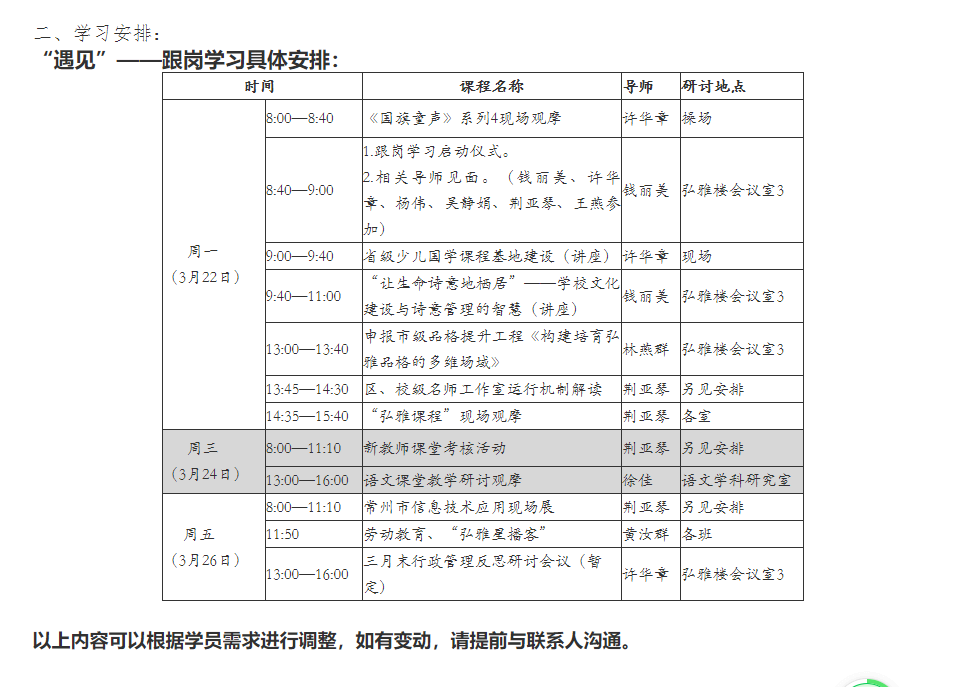 二、学习安排：
“遇见”——跟岗学习具体安排：
时间 课程名称 导师 研讨地点
周一
（3月22日）
8:00—8:40 《国族童声》系列4现场观摩 许华章 操场
8:40—9:00
1.跟岗学习启动仪式。
2.相关导师见面。（钱丽美、许华
章、杨伟、吴静娟、荆亚琴、王燕参
加）
钱丽美 弘雅楼会议室3
9:00—9:40 省级少儿国学课程基地建设（讲座） 许华章 现场
9:40—11:00
“让生命诗意地栖居”——学校文化
建设与诗意管理的智慧（讲座）
钱丽美 弘雅楼会议室3
13:00—13:40
申报市级品格提升工程《构建培育弘
雅品格的多维场域》
林燕群 弘雅楼会议室3
13:45—14:30 区、校级名师工作室运行机制解读 荆亚琴 另见安排
14:35—15:40 “弘雅课程”现场观摩 荆亚琴 各室
周三
（3月24日）
8:00—11:10 新教师课堂考核活动 荆亚琴 另见安排
13:00—16:00 语文课堂教学研讨观摩 徐佳 语文学科研究室
周五
（3月26日）
8:00—11:10 常州市信息技术应用现场展 荆亚琴 另见安排
11:50 劳动教育、“弘雅星播客” 黄汝群 各班
13:00—16:00
三月末行政管理反思研讨会议（暂
定）
许华章 弘雅楼会议室3
以上内容可以根据学员需求进行调整，如有变动，请提前与联系人沟通。